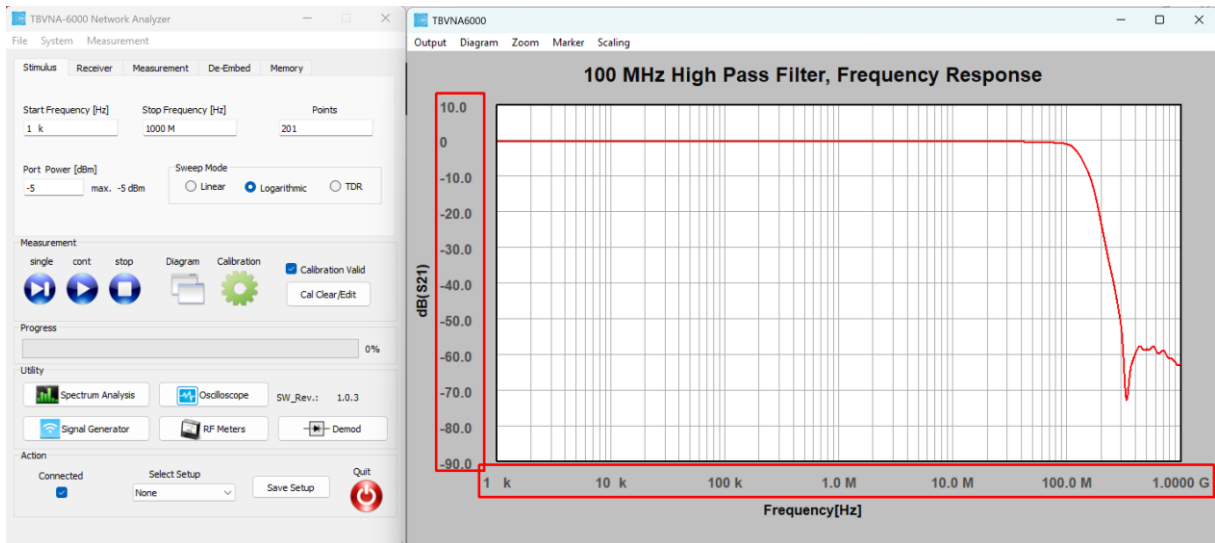 TBVNA-6000 Network Analyzer
File System Measurement
Stimulus Receiver Measurement De-Embed Memory
Start Frequency [Hz] Stop Frequency [Hz] Points
1 k 1000 M 201
Port Power [dBm] Sweep Mode
-5 max. -5 dBm Linear Logarithmic TDR
Measurement
single cont stop Diagram Calibration
Calibration Valid
Cal Clear/Edit
Progress
0%
Utility
Spectrum Analysis Oscilloscope SW_Rev.: 1.0.3
Signal Generator RF Meters Demod
Action
Connected Select Setup Quit
None Save Setup
TBVNA6000
Output Diagram Zoom Marker Scaling
100 MHz High Pass Filter, Frequency Response
10.0
0
-10.0
-20.0
-30.0
-40.0
-50.0
-60.0
-70.0
-80.0
-90.0
dB(S21)
1 k 10 k 100 k 1.0 M 10.0 M 100.0 M 1.0000 G
Frequency[Hz]